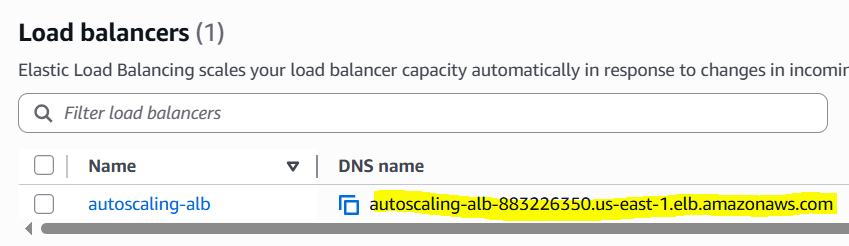 Load balancers (1)
Elastic Load Balancing scales your load balancer capacity automatically in response to changes in incomin
Filter load balancers
Name DNS name
autoscaling-alb autoscaling-alb-883226350.us-east-1.elb.amazonaws.com